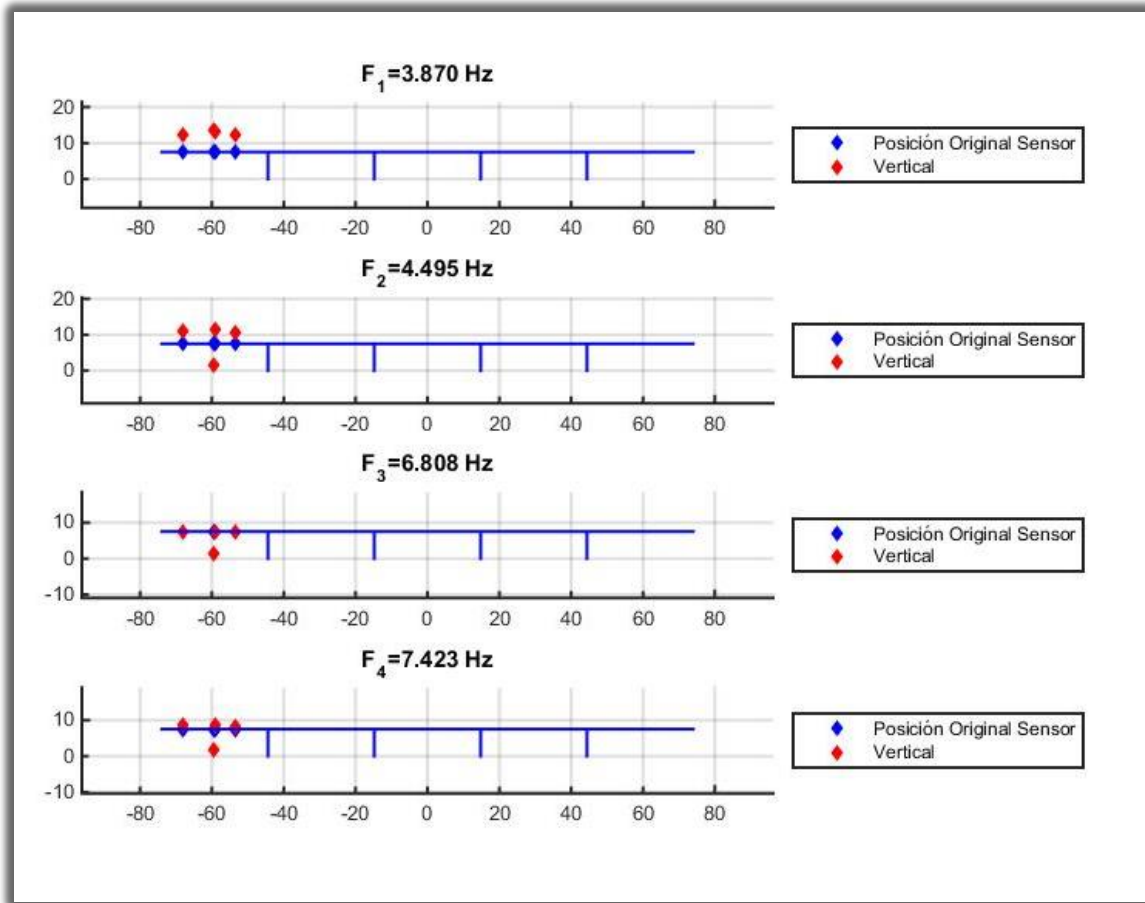 F1=3.870 Hz
20
10
0
-80 -60 -40 -20 0 20 40 60 80
Posición Original Sensor
Vertical
F2=4.495 Hz
20
10
0
-80 -60 -40 -20 0 20 40 60 80
Posición Original Sensor
Vertical
F3=6.808 Hz
10
0
-10
-80 -60 -40 -20 0 20 40 60 80
Posición Original Sensor
Vertical
F4=7.423 Hz
10
0
-10
-80 -60 -40 -20 0 20 40 60 80
Posición Original Sensor
Vertical